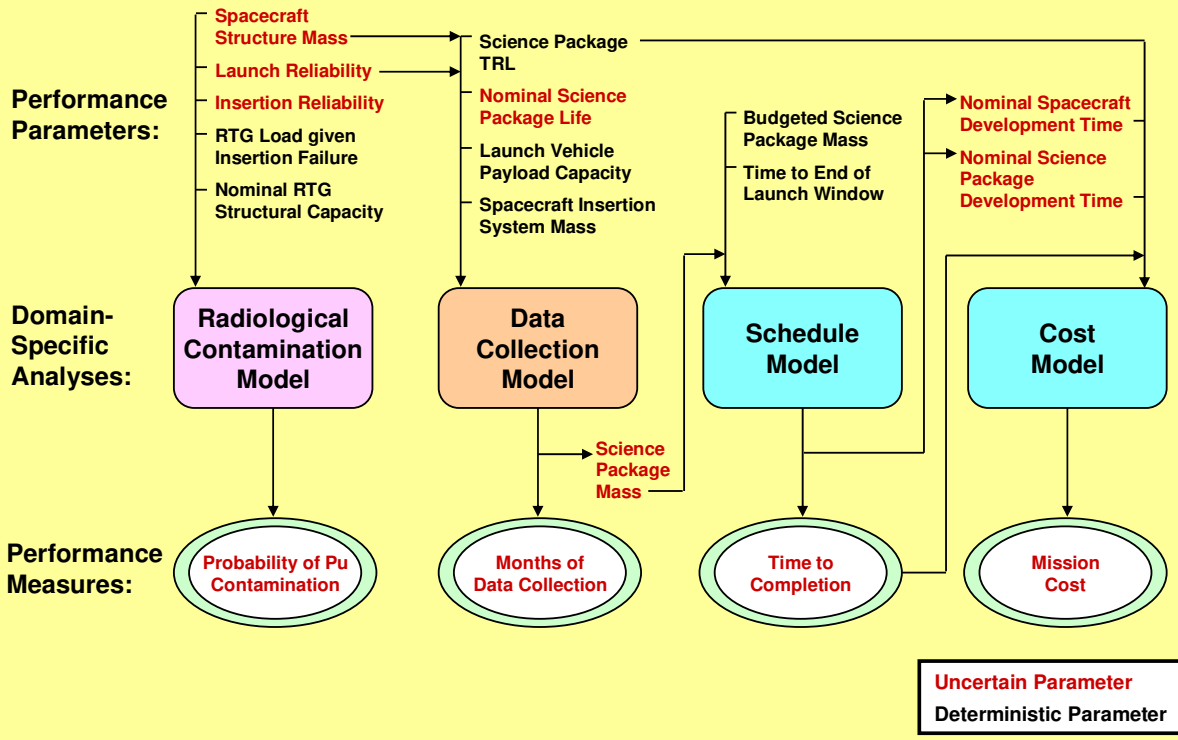 Performance
Parameters:
Spacecraft
Structure Mass
Launch Reliability
Insertion Reliability
RTG Load given
Insertion Failure
Nominal RTG
Structural Capacity
Science Package
TRL
Nominal Science
Package Life
Launch Vehicle
Payload Capacity
Spacecraft Insertion
System Mass
Budgeted Science
Package Mass
Time to End of
Launch Window
Nominal Spacecraft
Development Time
Nominal Science
Package
Development Time
Domain-
Specific
Analyses:
Radiological
Contamination
Model
Data
Collection
Model
Schedule
Model
Cost
Model
Science
Package
Mass
Performance
Measures:
Probability of Pu
Contamination
Months of
Data Collection
Time to
Completion
Mission
Cost
Uncertain Parameter
Deterministic Parameter